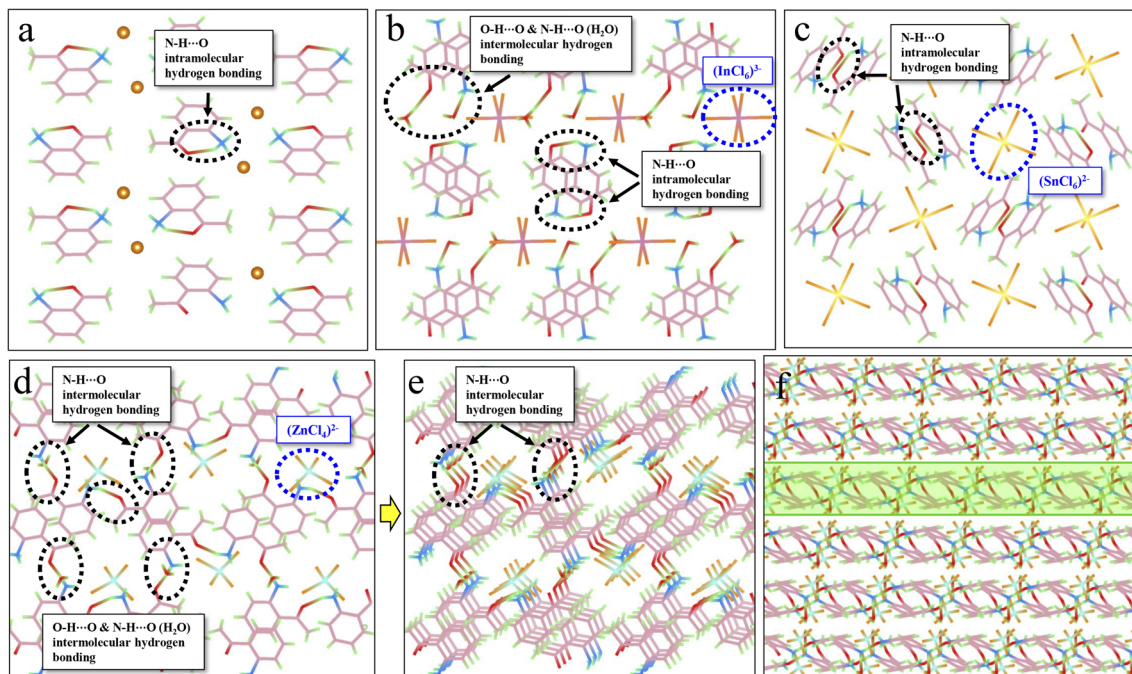 a
N-H···O
intramolecular
hydrogen bonding
b
O-H···O & N-H···O (H₂O)
intermolecular hydrogen
bonding
(InCl₆)³⁻
N-H···O
intramolecular
hydrogen bonding
c
N-H···O
intramolecular
hydrogen bonding
(SnCl₆)²⁻
d
N-H···O
intermolecular
hydrogen bonding
(ZnCl₄)²⁻
O-H···O & N-H···O (H₂O)
intermolecular hydrogen
bonding
e
N-H···O
intermolecular
hydrogen bonding
f